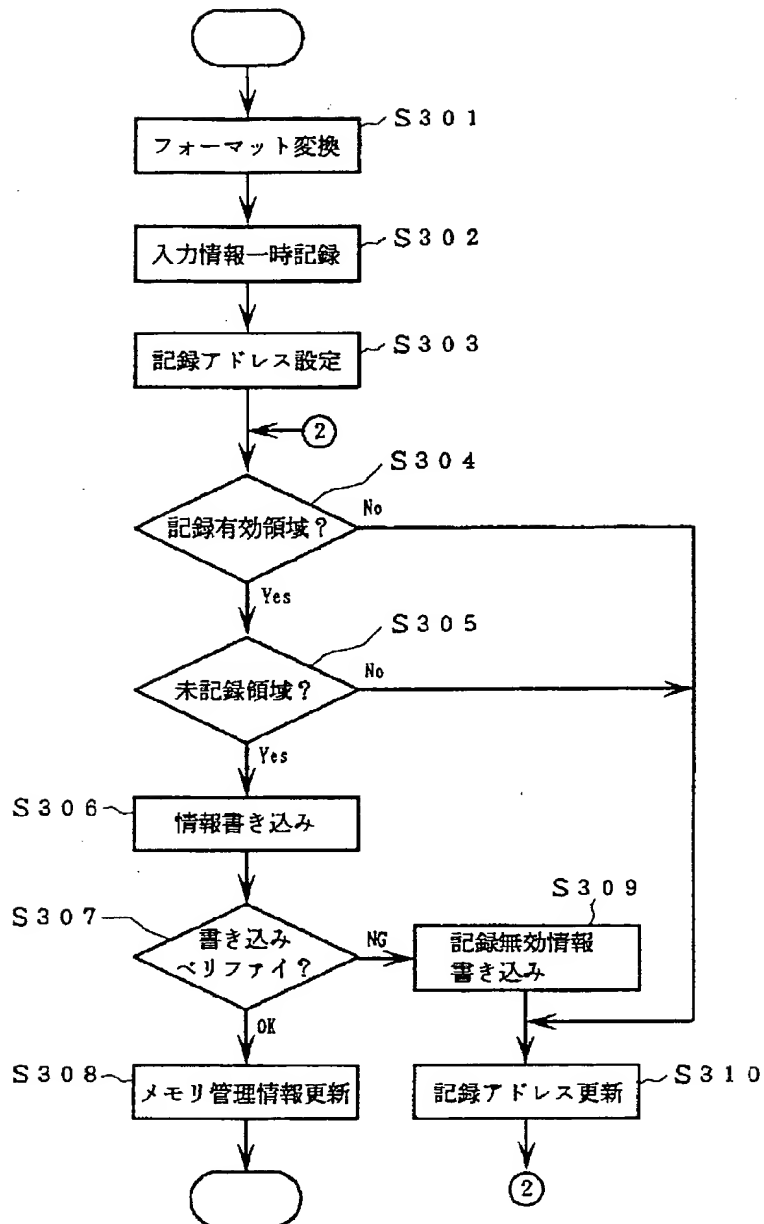 S301
フォーマット変換
S302
入力情報一時記録
S303
記録アドレス設定
②
S304
記録有効領域?
No
Yes
S305
未記録領域?
No
Yes
S306
情報書き込み
S307
書き込み
ベリファイ?
NG
OK
S309
記録無効情報
書き込み
S308
メモリ管理情報更新
S310
記録アドレス更新
②